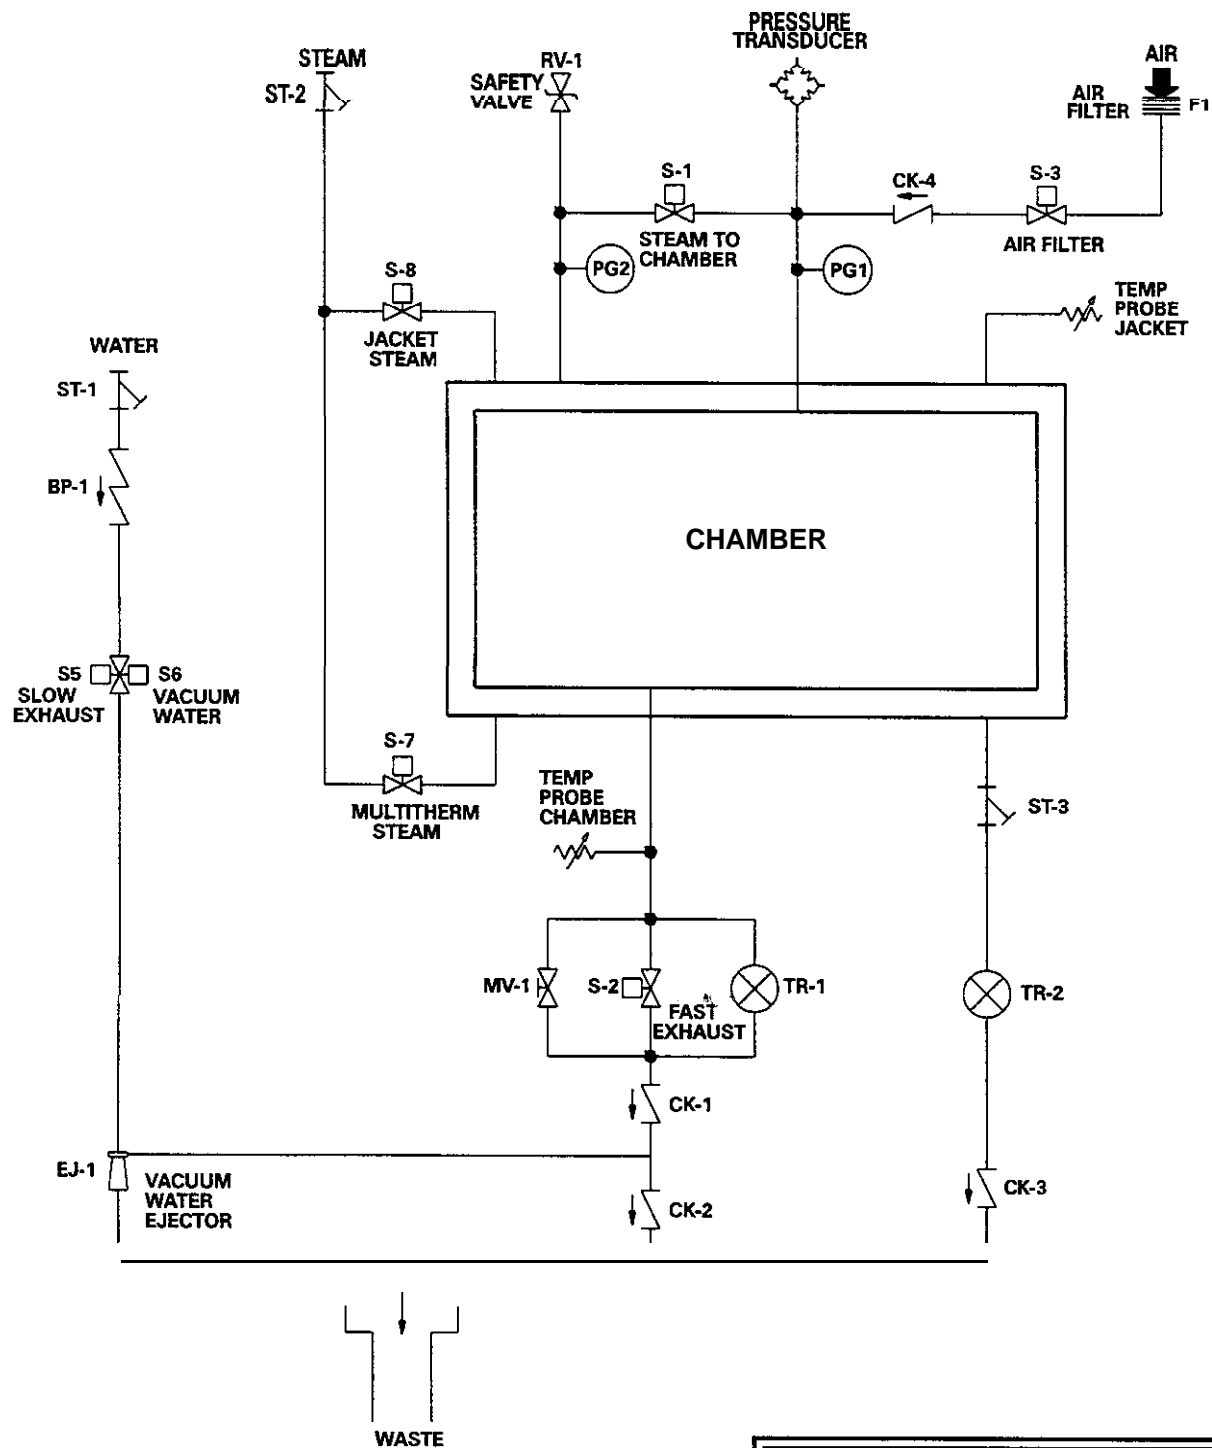 PRESSURE
TRANSDUCER
STEAM
ST-2
RV-1
SAFETY
VALVE
AIR
AIR
FILTER
F1
S-1
STEAM TO
CHAMBER
CK-4
S-3
AIR FILTER
PG2
PG1
S-8
JACKET
STEAM
TEMP
PROBE
JACKET
WATER
ST-1
BP-1
CHAMBER
S5
SLOW
EXHAUST
S6
VACUUM
WATER
S-7
MULTITHERM
STEAM
TEMP
PROBE
CHAMBER
ST-3
MV-1
S-2
FAST
EXHAUST
TR-1
TR-2
CK-1
EJ-1
VACUUM
WATER
EJECTOR
CK-2
CK-3
WASTE